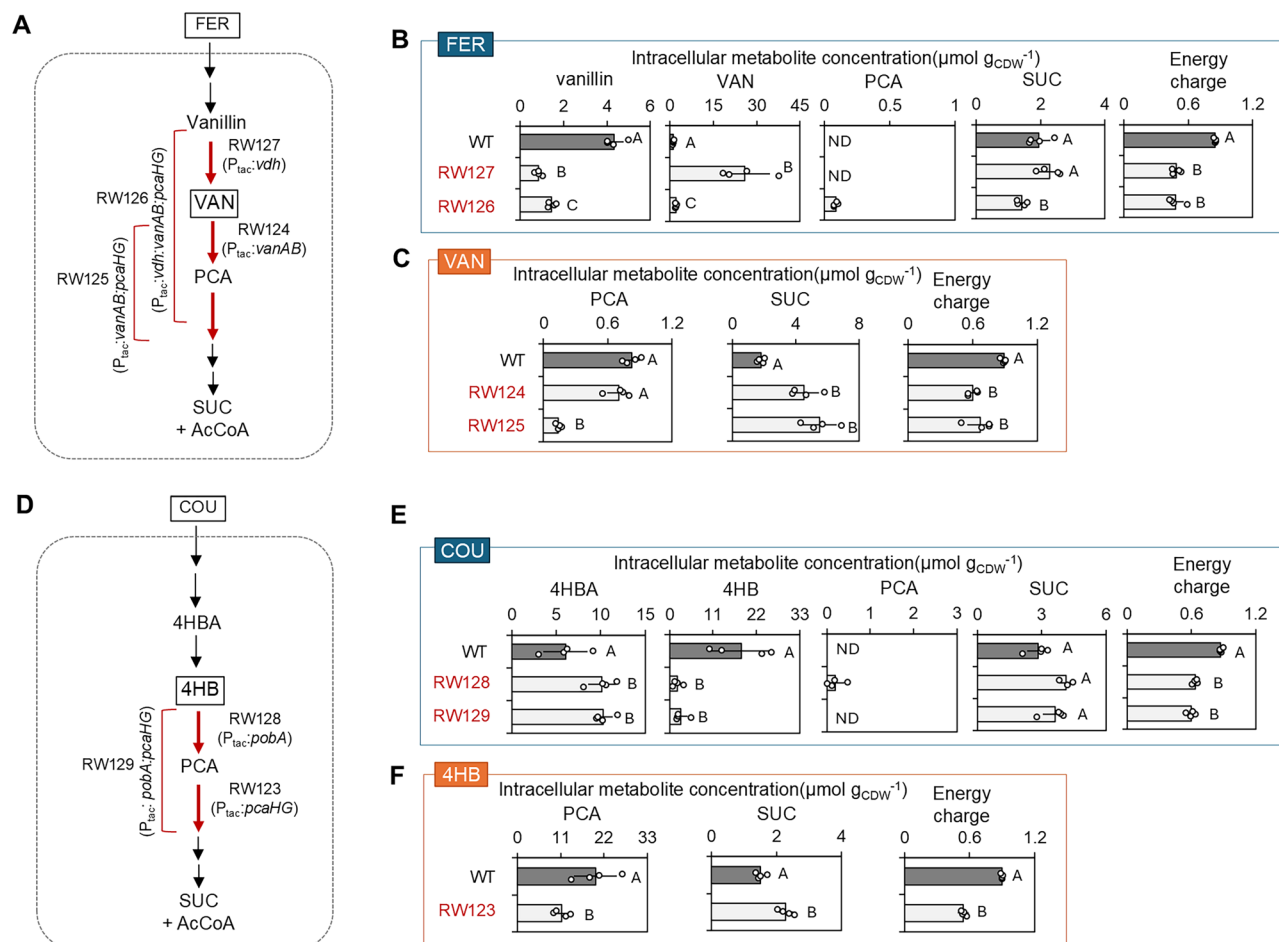 A
FER
Vanillin
RW127
(Ptac:vdh)
RW126
(Ptac:vdh:vanAB:pcaHG)
VAN
RW124
(Ptac:vanAB)
RW125
(Ptac:vanAB:pcaHG)
PCA
SUC
+ AcCoA
B
FER
Intracellular metabolite concentration(µmol gCDW-1)
Energy
charge
vanillin
VAN
PCA
SUC
0 2 4 6
0 15 30 45
0 0.5 1
0 2 4
0 0.6 1.2
WT
A
A
ND
A
A
RW127
B
B
ND
A
B
RW126
C
C
B
B
C
VAN
Intracellular metabolite concentration(µmol gCDW-1)
Energy
charge
PCA
SUC
0 0.6 1.2
0 4 8
0 0.6 1.2
WT
A
A
A
RW124
A
B
B
RW125
B
B
B
D
COU
4HBA
4HB
RW128
(Ptac:pobA)
RW129
(Ptac: pobA:pcaHG)
PCA
RW123
(Ptac:pcaHG)
SUC
+ AcCoA
E
COU
Intracellular metabolite concentration(µmol gCDW-1)
Energy
charge
4HBA
4HB
PCA
SUC
0 5 10 15
0 11 22 33
0 1 2 3
0 3 6
0 0.6 1.2
WT
A
A
ND
A
A
RW128
B
B
A
B
RW129
B
B
ND
A
B
F
4HB
Intracellular metabolite concentration(µmol gCDW-1)
Energy
charge
PCA
SUC
0 11 22 33
0 2 4
0 0.6 1.2
WT
A
A
A
RW123
B
B
B